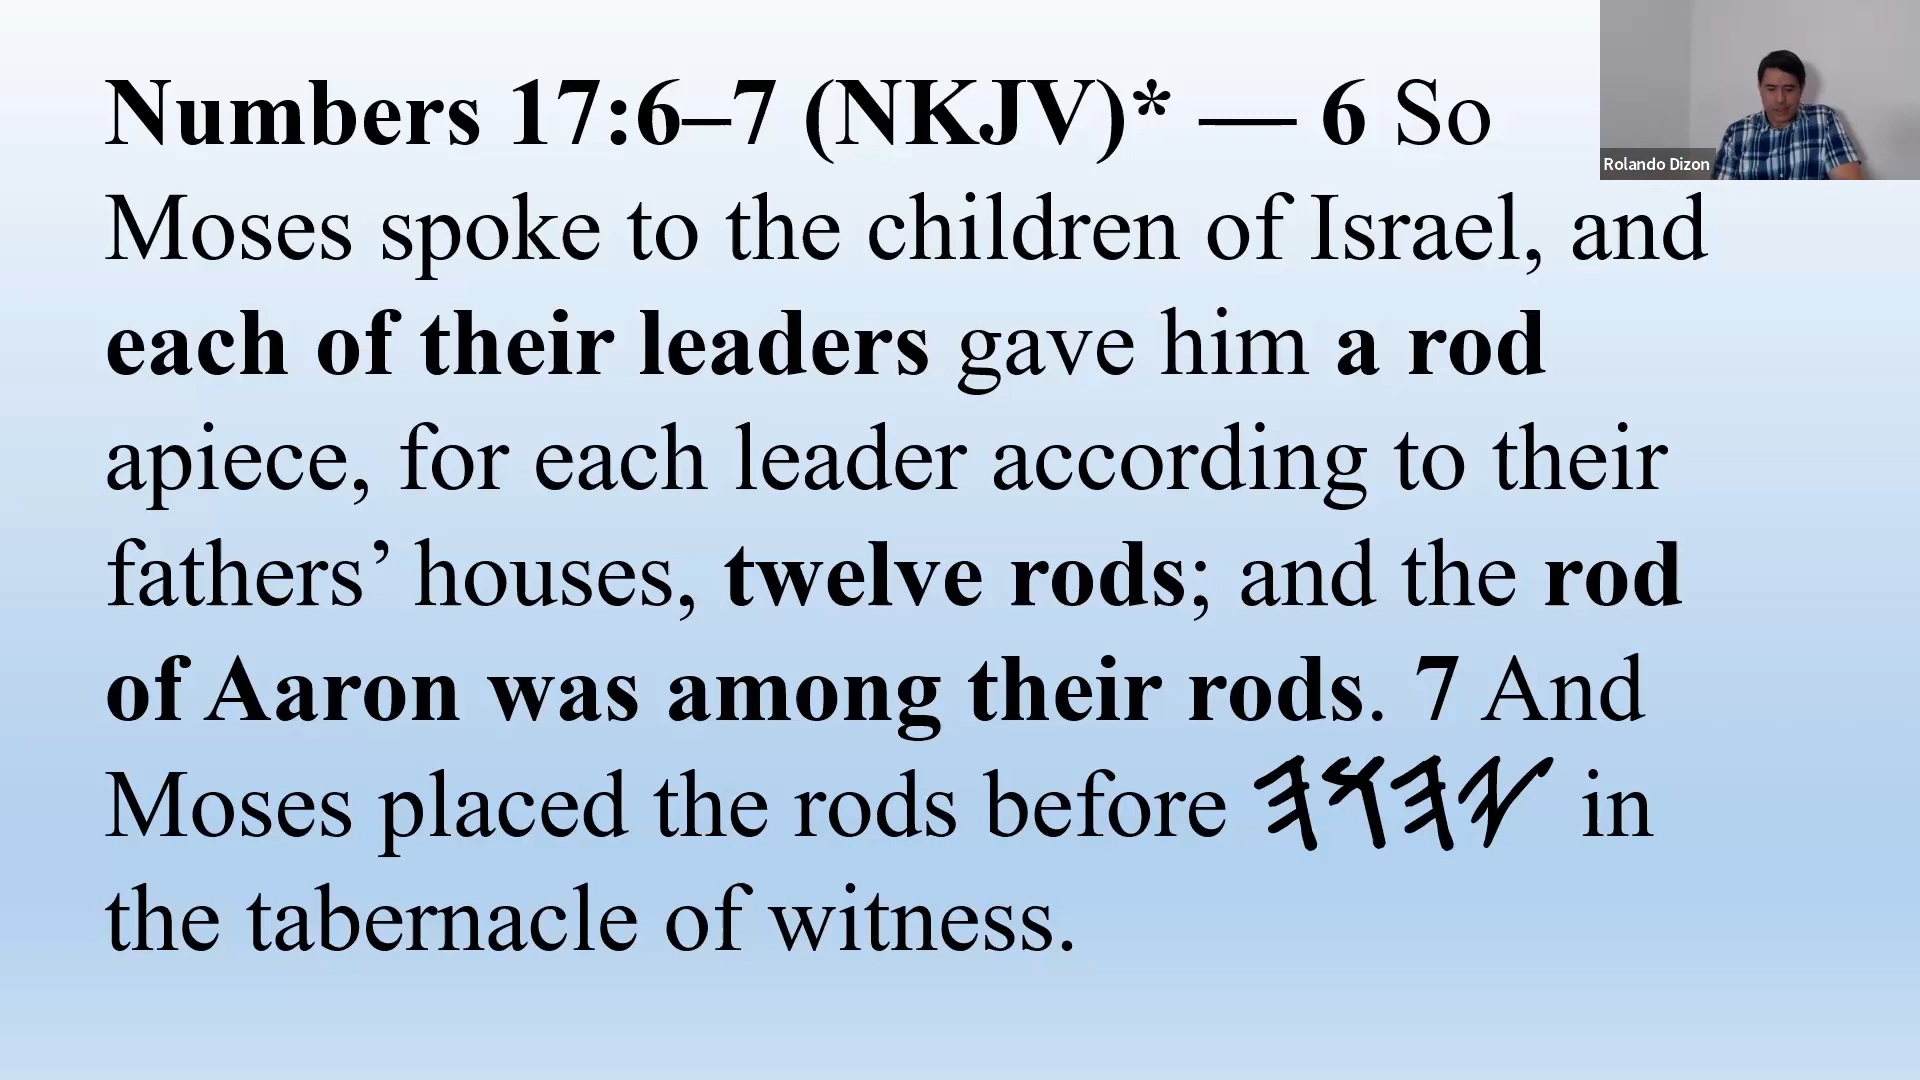 Numbers 17:6–7 (NKJV)* — 6 So
Moses spoke to the children of Israel, and
each of their leaders gave him a rod
apiece, for each leader according to their
fathers’ houses, twelve rods; and the rod
of Aaron was among their rods. 7 And
Moses placed the rods before 𐤉𐤄𐤅𐤄 in
the tabernacle of witness.
Rolando Dizon